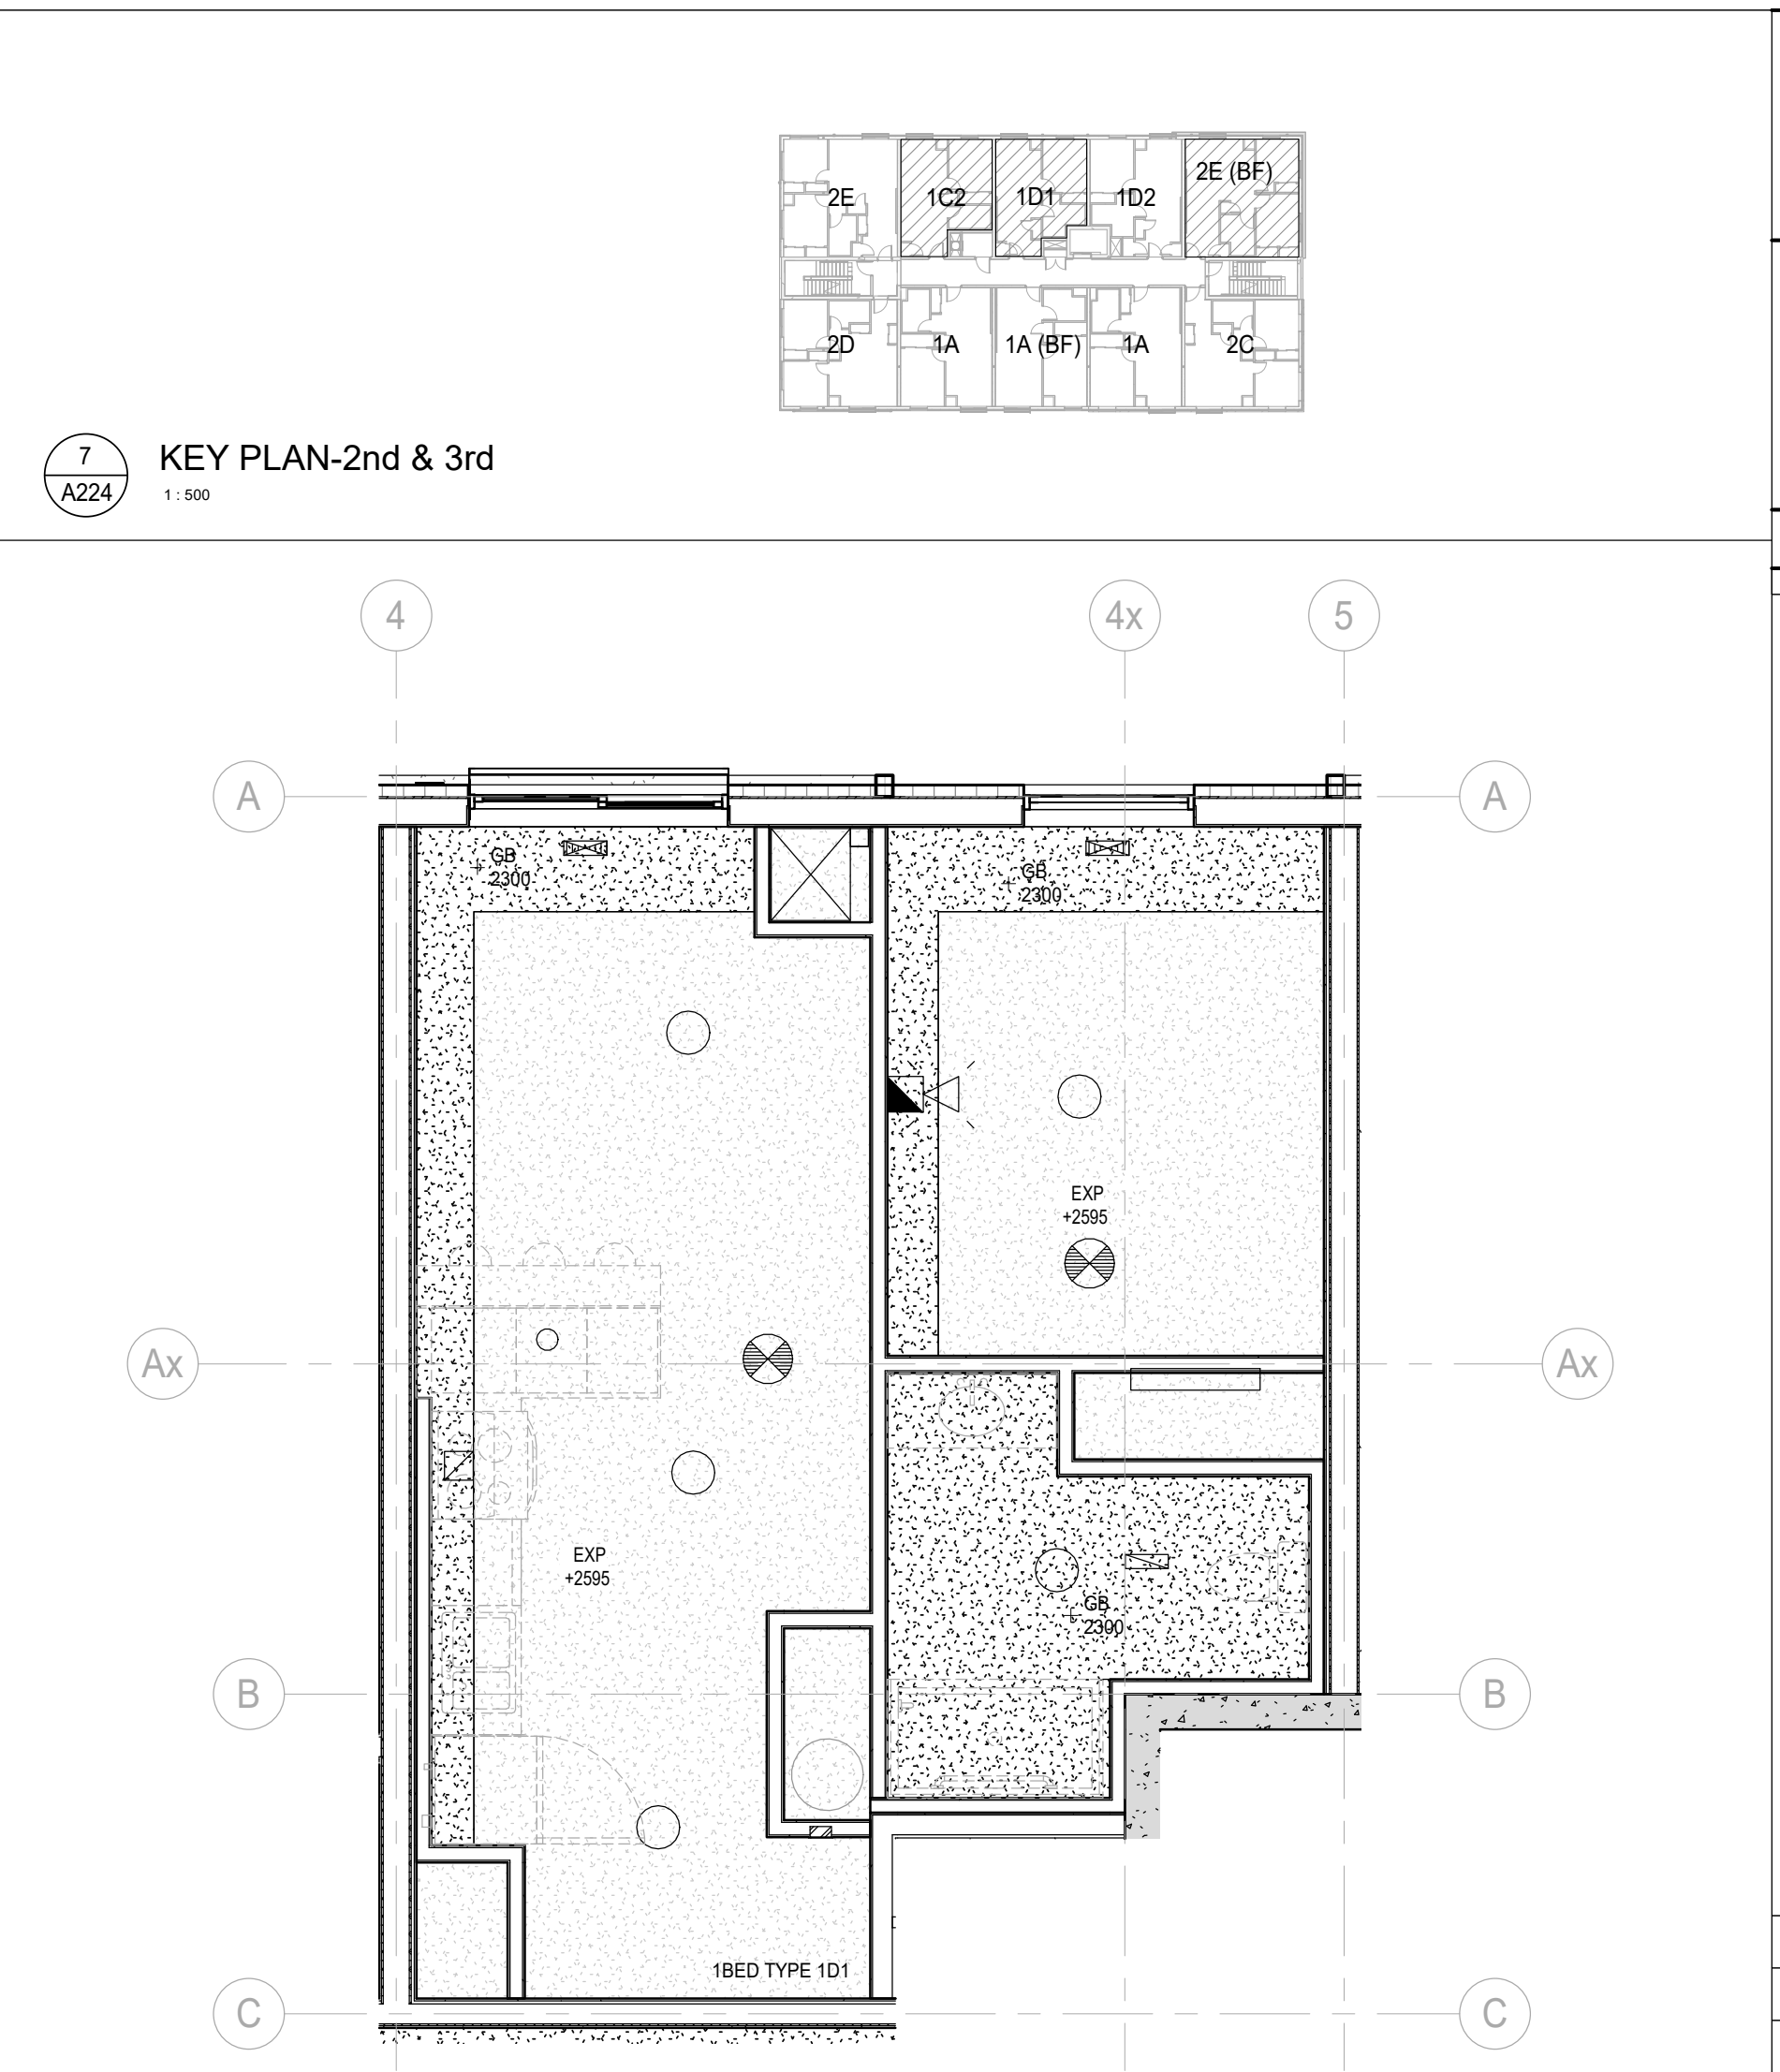 2E (BF)
2E
1C2
1D1
1D2
2D
1A
1A (BF)
1A
2C
7
A224
KEY PLAN-2nd & 3rd
1 : 500
4
4x
5
A
A
GB
2300
GB
2300
EXP
+2595
Ax
Ax
EXP
+2595
GB
2300
B
B
1BED TYPE 1D1
C
C